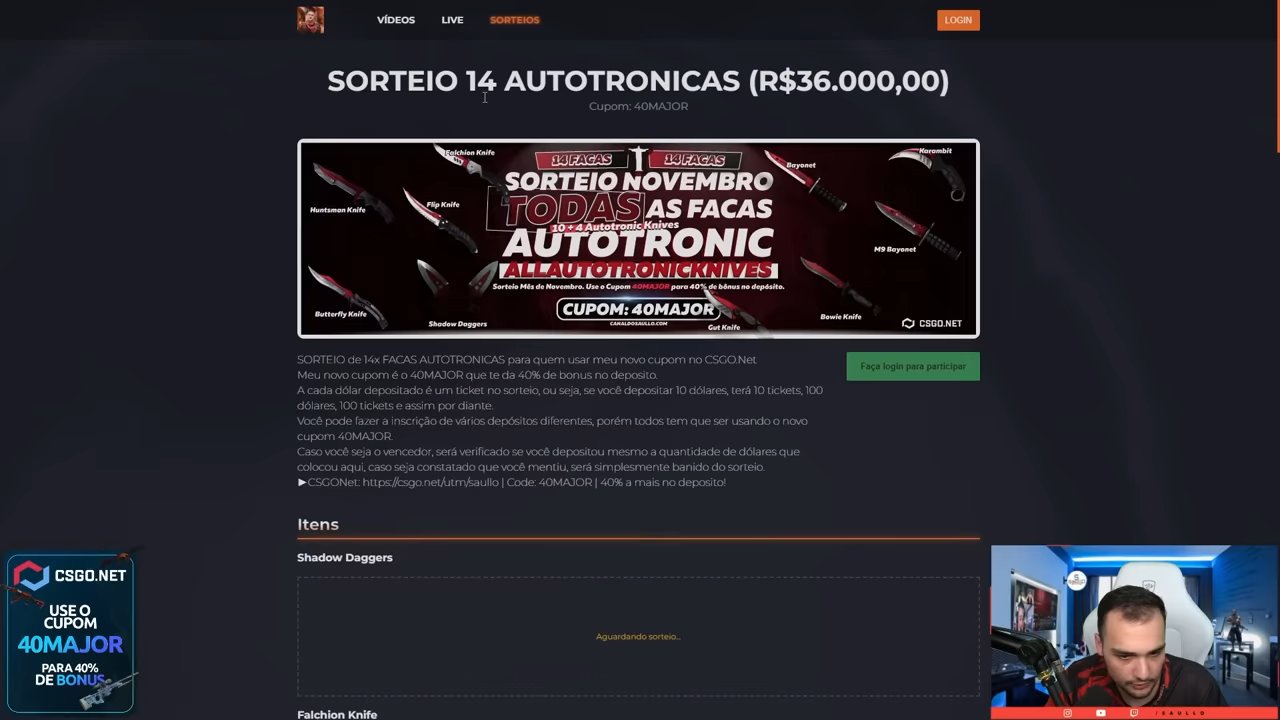 VÍDEOS LIVE SORTEIOS LOGIN
SORTEIO 14 AUTOTRONICAS (R$36.000,00)
Cupom: 40MAJOR
Falchion Knife
14 FACAS 14 FACAS
Karambit
Bayonet
SORTEIO NOVEMBRO
Huntsman Knife
Flip Knife
TODAS AS FACAS
10 + 4 Autotronic Knives
AUTOTRONIC
M9 Bayonet
ALLAUTOTRONICKNIVES
Sorteio Mês de Novembro. Use o Cupom 40MAJOR para 40% de bônus no depósito.
CUPOM: 40MAJOR
Butterfly Knife
Shadow Daggers
CANALDOSAULLO.COM
Gut Knife
Bowie Knife
CSGO.NET
SORTEIO de 14x FACAS AUTOTRONICAS para quem usar meu novo cupom no CSGO.Net
Meu novo cupom é o 40MAJOR que te da 40% de bonus no deposito.
A cada dólar depositado é um ticket no sorteio, ou seja, se você depositar 10 dólares, terá 10 tickets, 100
dólares, 100 tickets e assim por diante.
Você pode fazer a inscrição de vários depósitos diferentes, porém todos tem que ser usando o novo
cupom 40MAJOR.
Caso você seja o vencedor, será verificado se você depositou mesmo a quantidade de dólares que
colocou aqui, caso seja constatado que você mentiu, será simplesmente banido do sorteio.
►CSGONet: https://csgo.net/utm/saullo | Code: 40MAJOR | 40% a mais no deposito!
Faça login para participar
Itens
Shadow Daggers
Aguardando sorteio...
Falchion Knife
CSGO.NET
USE O
CUPOM
40MAJOR
PARA 40%
DE BONUS
/SAULLO